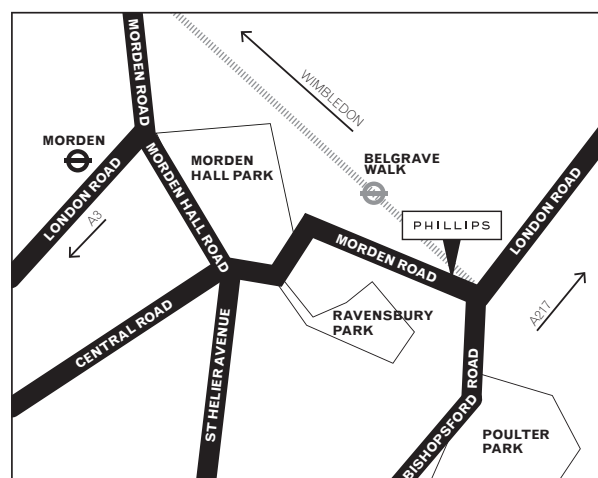 MORDEN ROAD
WIMBLEDON
MORDEN
MORDEN
HALL PARK
BELGRAVE
WALK
LONDON ROAD
A3
MORDEN HALL ROAD
PHILLIPS
LONDON ROAD
MORDEN ROAD
CENTRAL ROAD
ST HELIER AVENUE
RAVENSBURY
PARK
A217
BISHOPSFORD ROAD
POULTER
PARK